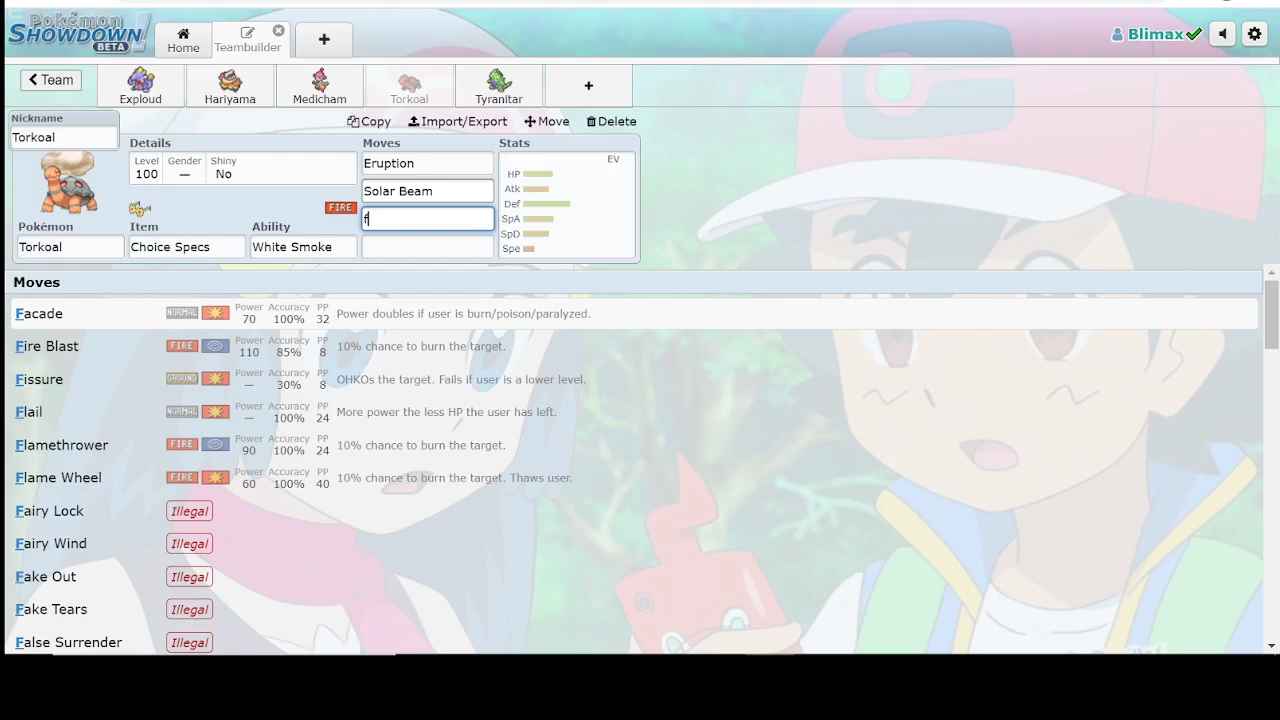 Pokémon
SHOWDOWN!
BETA
Home
Teambuilder
+
Blimax
Team
Exploud
Hariyama
Medicham
Torkoal
Tyranitar
+
Copy Import/Export Move Delete
Nickname
Torkoal
Details
Level Gender Shiny
100 — No
FIRE
Pokémon Item Ability
Torkoal Choice Specs White Smoke
Moves
Eruption
Solar Beam
f
Stats
EV
HP
Atk
Def
SpA
SpD
Spe
Moves
Facade NORMAL Power 70 Accuracy 100% PP 32 Power doubles if user is burn/poison/paralyzed.
Fire Blast FIRE Power 110 Accuracy 85% PP 8 10% chance to burn the target.
Fissure GROUND Power — Accuracy 30% PP 8 OHKOs the target. Fails if user is a lower level.
Flail NORMAL Power — Accuracy 100% PP 24 More power the less HP the user has left.
Flamethrower FIRE Power 90 Accuracy 100% PP 24 10% chance to burn the target.
Flame Wheel FIRE Power 60 Accuracy 100% PP 40 10% chance to burn the target. Thaws user.
Fairy Lock Illegal
Fairy Wind Illegal
Fake Out Illegal
Fake Tears Illegal
False Surrender Illegal